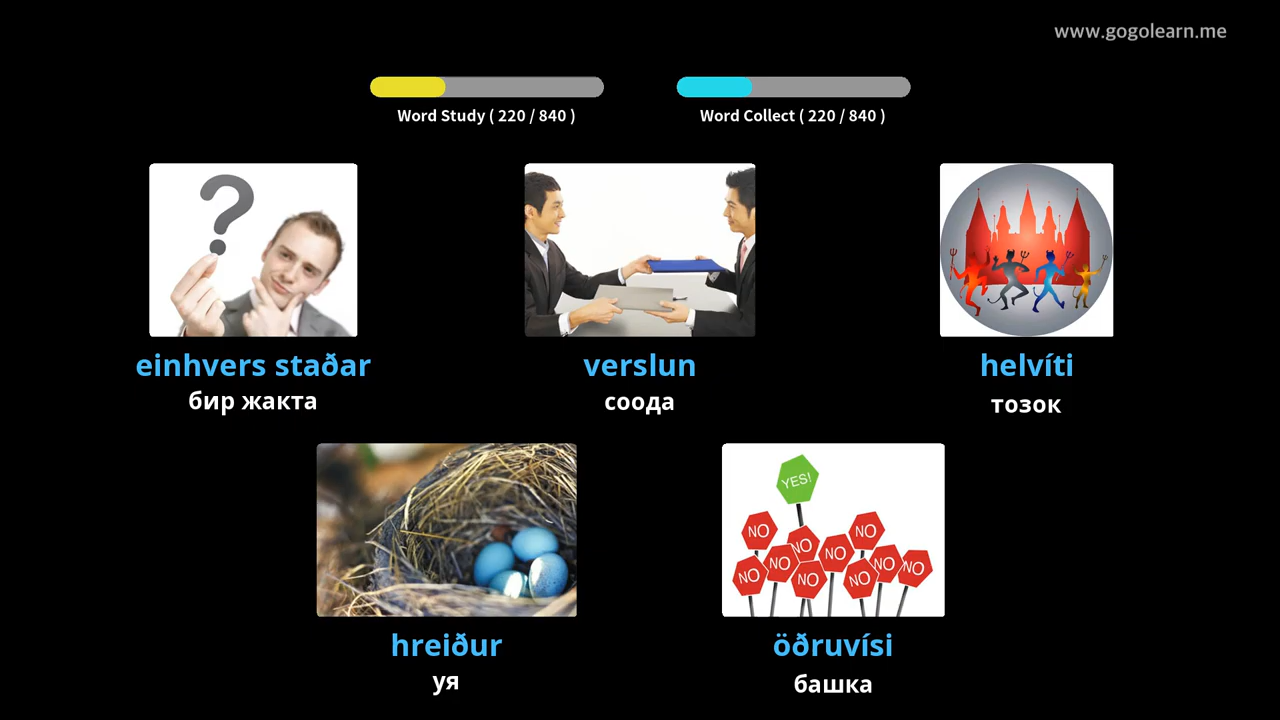 www.gogolearn.me
Word Study ( 220 / 840 )
Word Collect ( 220 / 840 )
einhvers staðar
бир жакта
verslun
соода
helvíti
тозок
YES!
NO
NO
NO
NO
NO
NO
NO
NO
NO
NO
hreiður
уя
öðruvísi
башка